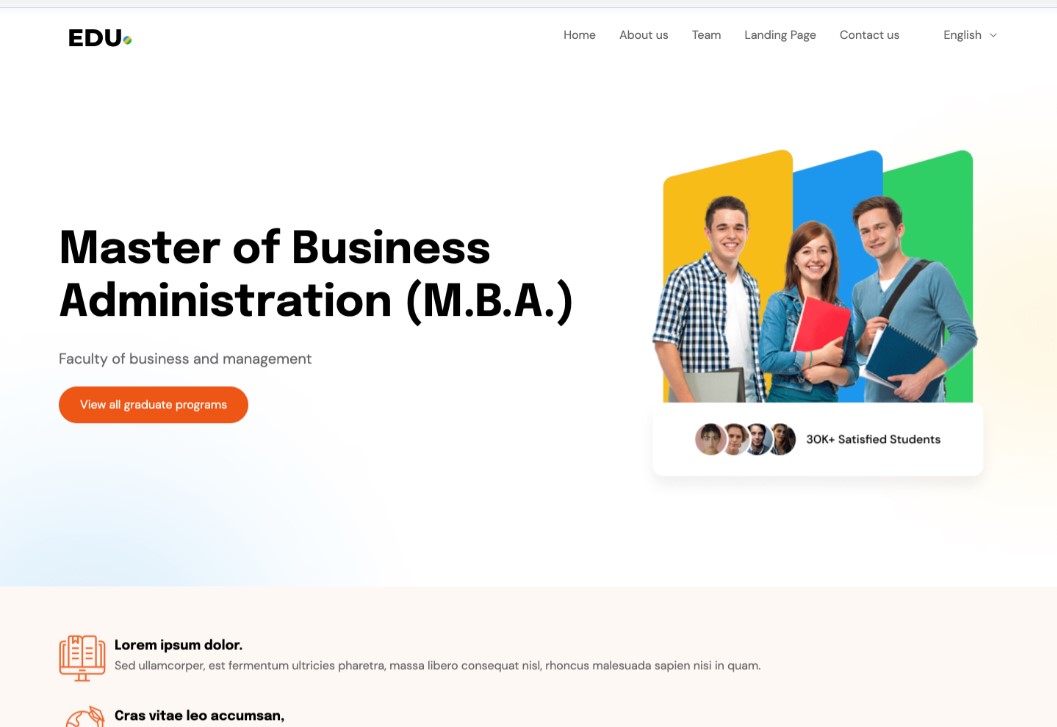 EDU
Home About us Team Landing Page Contact us English
Master of Business
Administration (M.B.A.)
Faculty of business and management
View all graduate programs
30K+ Satisfied Students
Lorem ipsum dolor.
Sed ullamcorper, est fermentum ultricies pharetra, massa libero consequat nisl, rhoncus malesuada sapien nisi in quam.
Cras vitae leo accumsan,